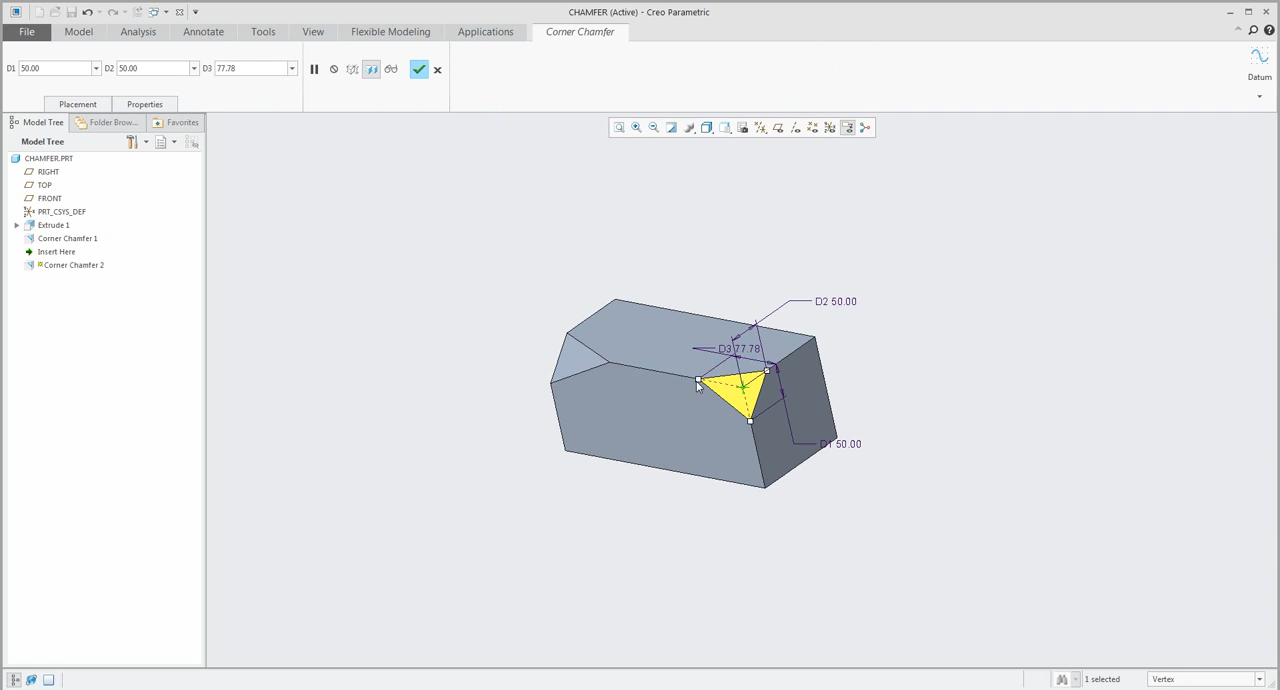 CHAMFER (Active) - Creo Parametric
File Model Analysis Annotate Tools View Flexible Modeling Applications Corner Chamfer
D1 50.00 D2 50.00 D3 77.78
Datum
Placement Properties
Model Tree Folder Brow... Favorites
Model Tree
CHAMFER.PRT
RIGHT
TOP
FRONT
PRT_CSYS_DEF
Extrude 1
Corner Chamfer 1
Insert Here
Corner Chamfer 2
D2 50.00
D3 77.78
D1 50.00
1 selected Vertex